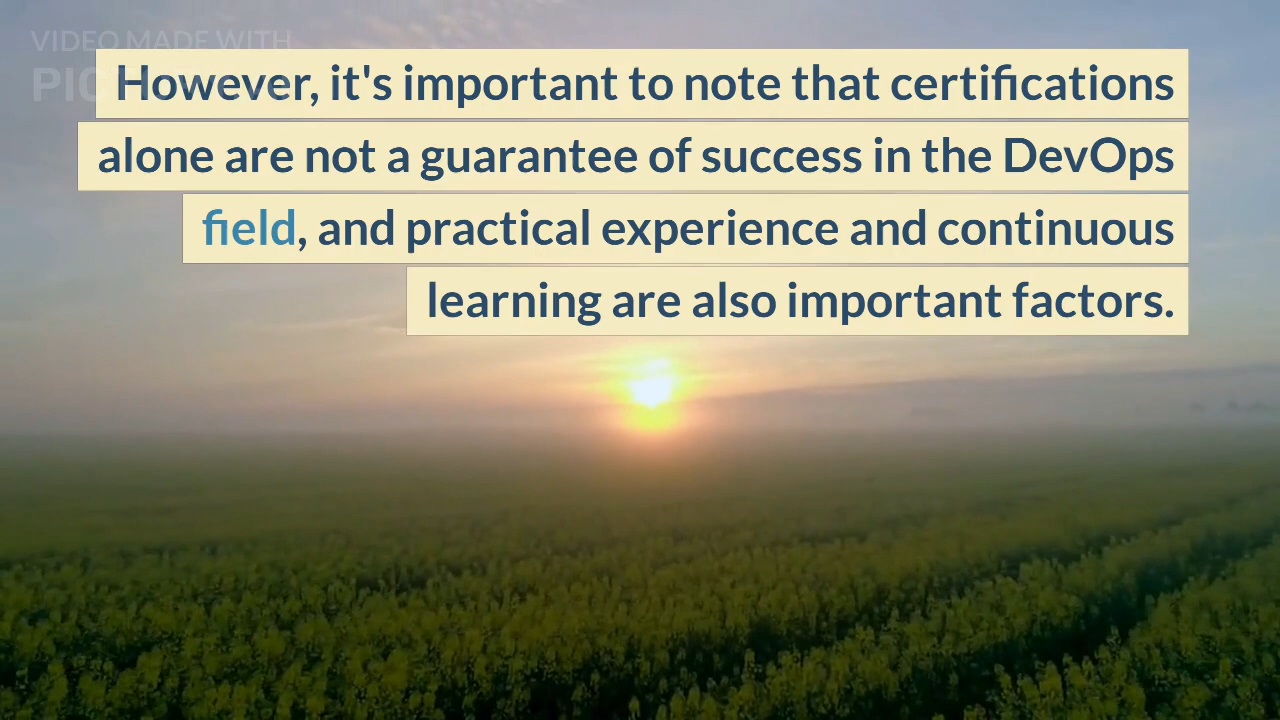 VIDEO MADE WITH
However, it's important to note that certifications
alone are not a guarantee of success in the DevOps
field, and practical experience and continuous
learning are also important factors.